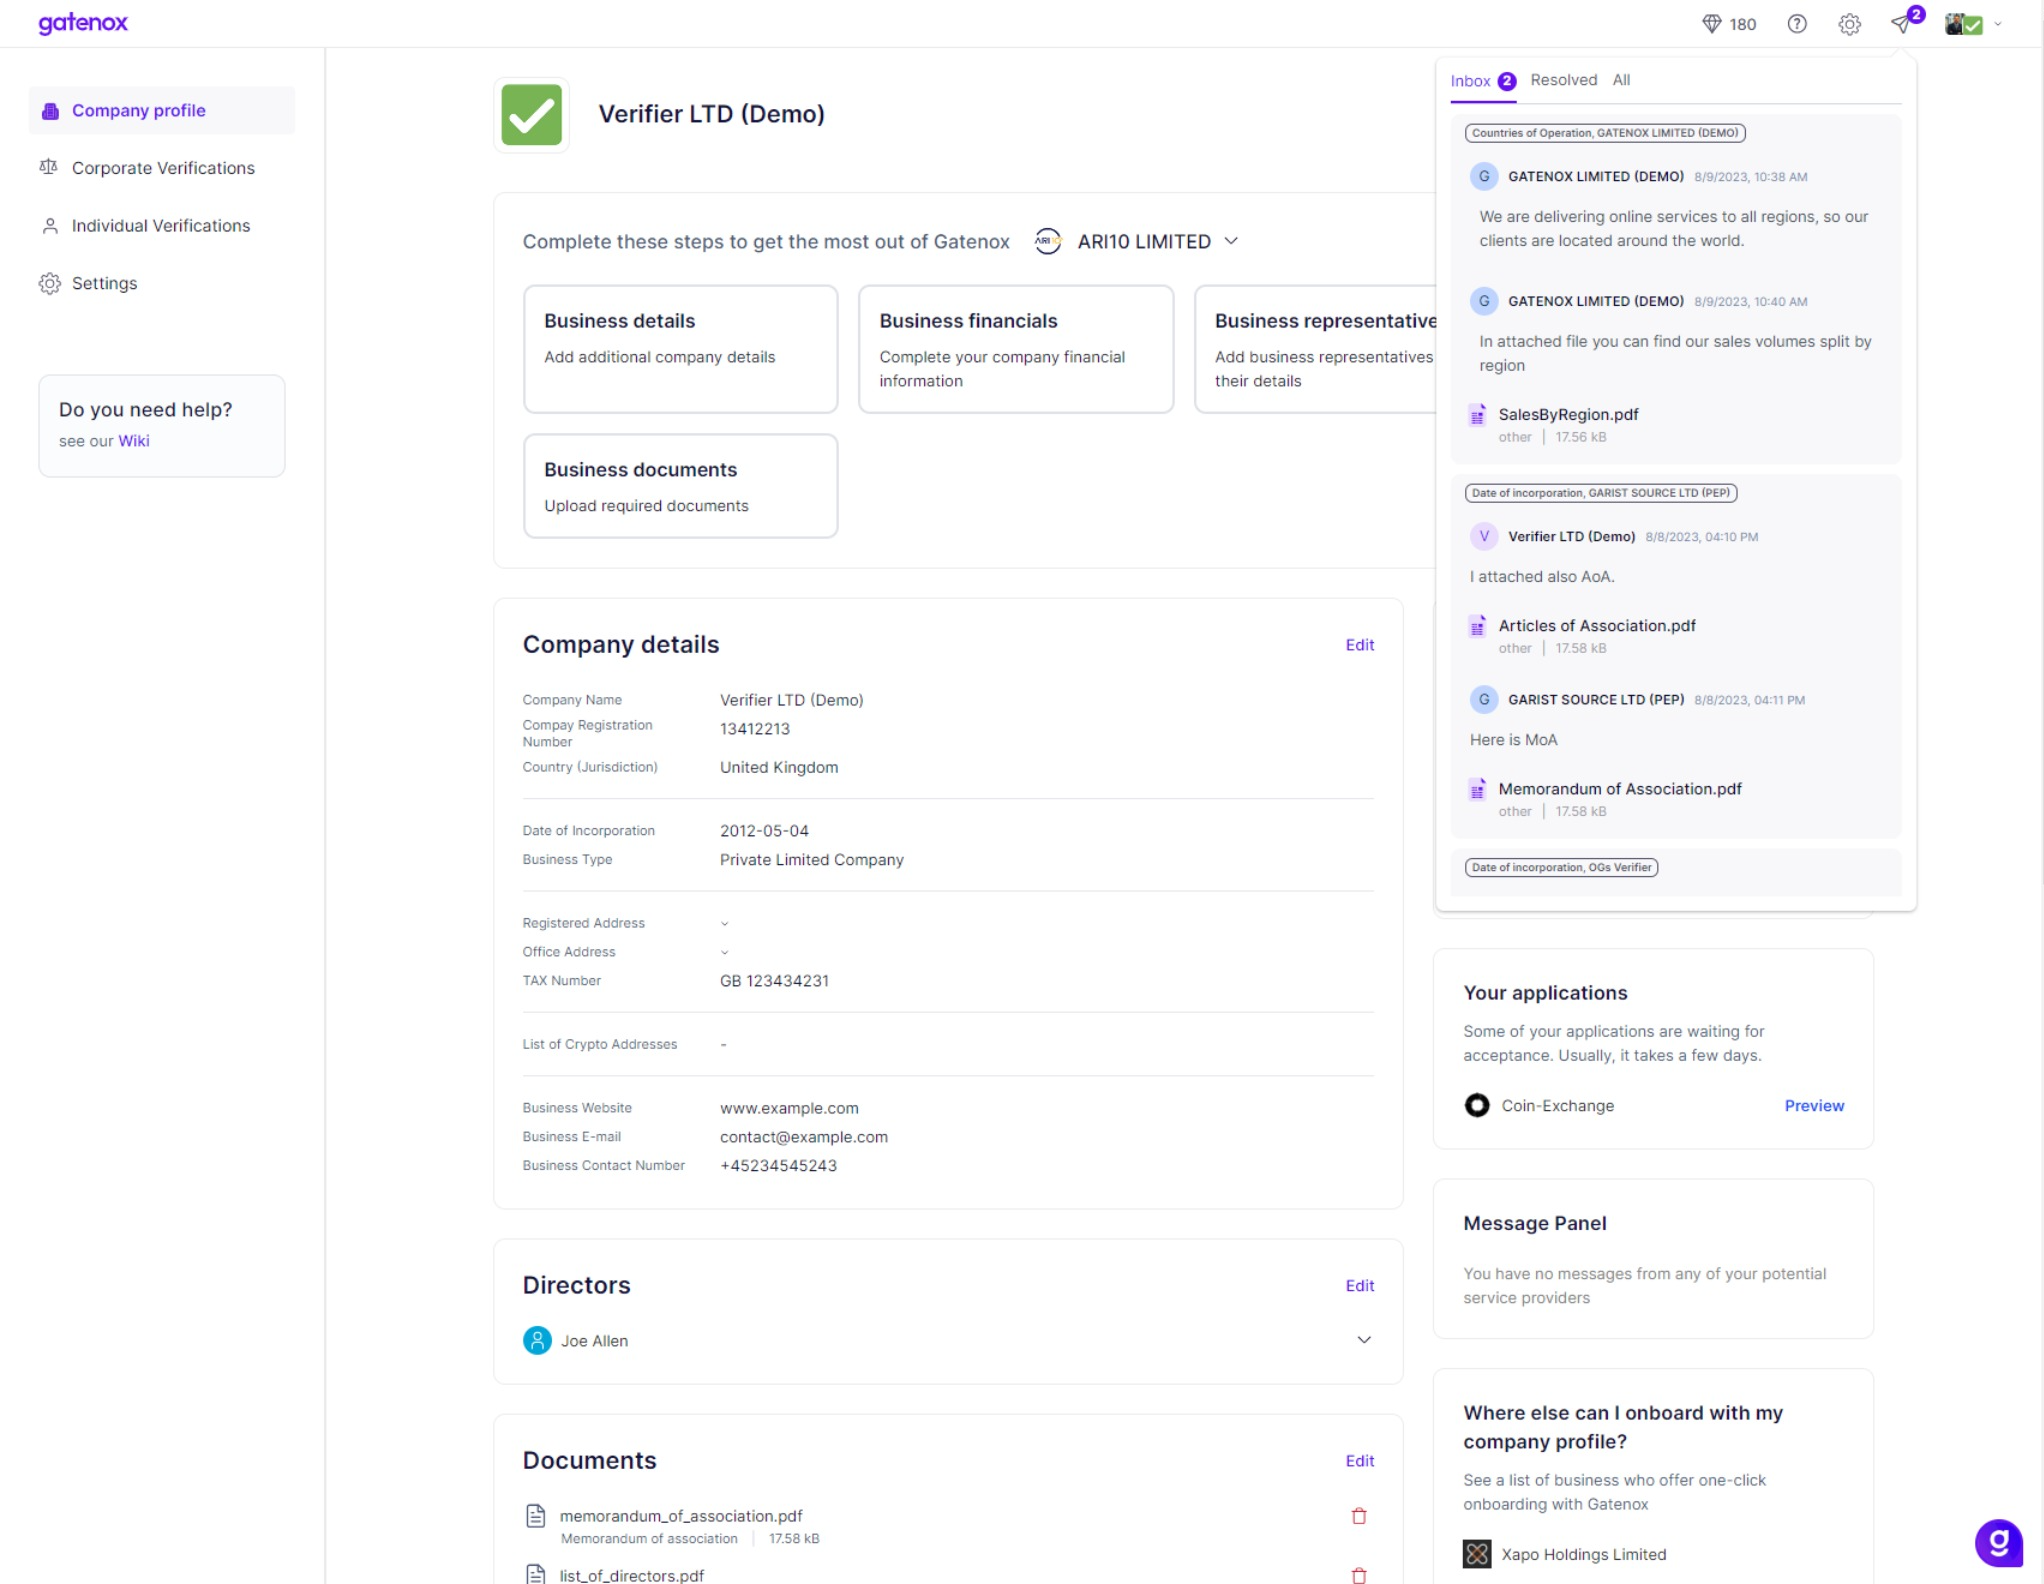 gatenox
180
2
Company profile
Corporate Verifications
Individual Verifications
Settings
Do you need help?
see our Wiki
Verifier LTD (Demo)
Complete these steps to get the most out of Gatenox
ARI10 LIMITED
Business details
Add additional company details
Business financials
Complete your company financial
information
Business representative
Add business representatives
their details
Business documents
Upload required documents
Company details
Edit
Company Name
Verifier LTD (Demo)
Compay Registration
Number
13412213
Country (Jurisdiction)
United Kingdom
Date of Incorporation
2012-05-04
Business Type
Private Limited Company
Registered Address
Office Address
TAX Number
GB 123434231
List of Crypto Addresses
-
Business Website
www.example.com
Business E-mail
contact@example.com
Business Contact Number
+45234545243
Directors
Edit
Joe Allen
Documents
Edit
memorandum_of_association.pdf
Memorandum of association
17.58 kB
list_of_directors.pdf
Inbox 2
Resolved
All
Countries of Operation, GATENOX LIMITED (DEMO)
G
GATENOX LIMITED (DEMO) 8/9/2023, 10:38 AM
We are delivering online services to all regions, so our
clients are located around the world.
G
GATENOX LIMITED (DEMO) 8/9/2023, 10:40 AM
In attached file you can find our sales volumes split by
region
SalesByRegion.pdf
other | 17.56 kB
Date of incorporation, GARIST SOURCE LTD (PEP)
V
Verifier LTD (Demo) 8/8/2023, 04:10 PM
I attached also AoA.
Articles of Association.pdf
other | 17.58 kB
G
GARIST SOURCE LTD (PEP) 8/8/2023, 04:11 PM
Here is MoA
Memorandum of Association.pdf
other | 17.58 kB
Date of incorporation, OGs Verifier
Your applications
Some of your applications are waiting for
acceptance. Usually, it takes a few days.
Coin-Exchange
Preview
Message Panel
You have no messages from any of your potential
service providers
Where else can I onboard with my
company profile?
See a list of business who offer one-click
onboarding with Gatenox
Xapo Holdings Limited
g